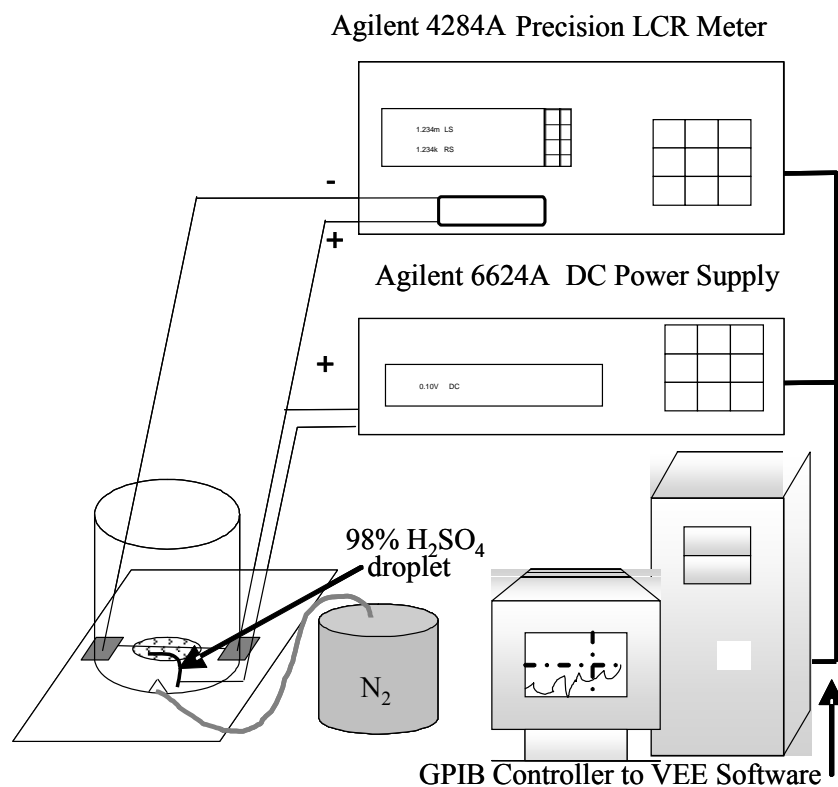 Agilent 4284A Precision LCR Meter
1.234m LS
1.234k RS
-
+
Agilent 6624A DC Power Supply
+
0.10V DC
98% H₂SO₄
droplet
N₂
GPIB Controller to VEE Software